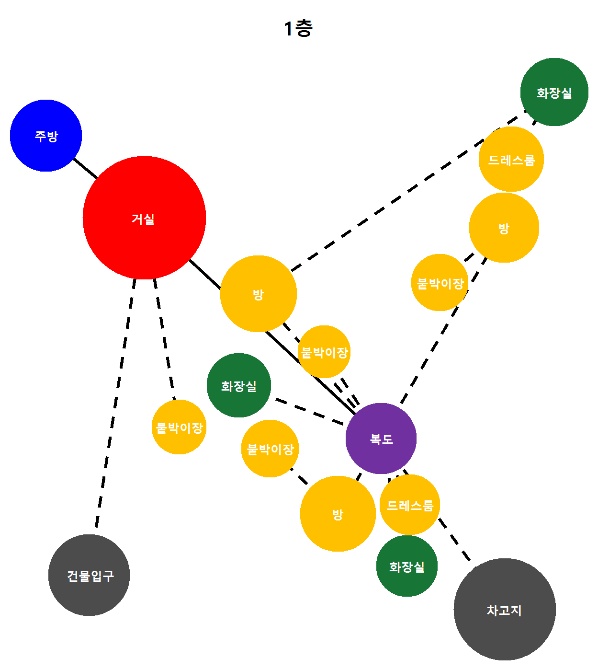 1층
화장실
주방
드레스룸
거실
방
붙박이장
방
붙박이장
화장실
붙박이장
복도
붙박이장
드레스룸
방
화장실
건물입구
차고지